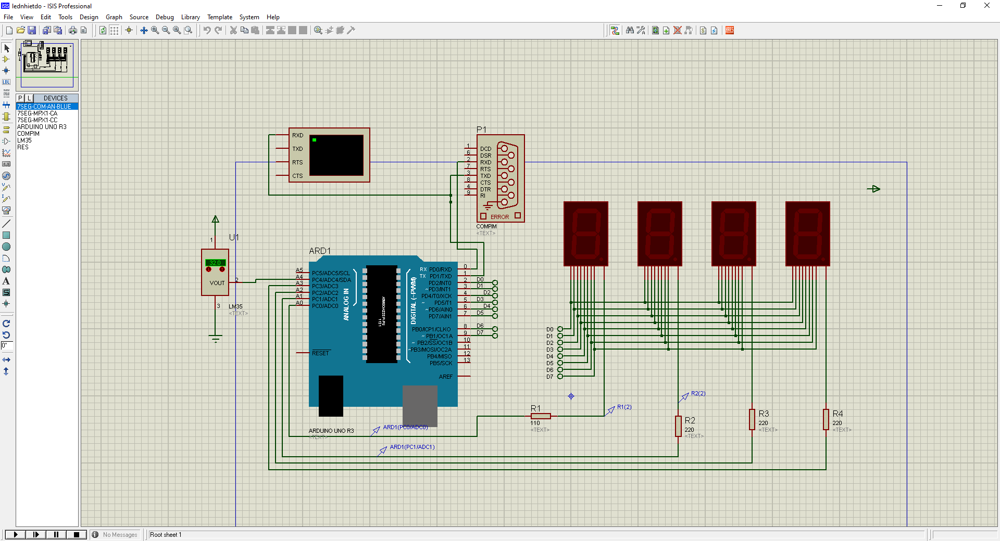 lednhietdo - ISIS Professional
File View Edit Tools Design Graph Source Debug Library Template System Help
ARES
LBL
P L DEVICES
7SEG-COM-AN-BLUE
7SEG-MPX1-CA
7SEG-MPX1-CC
ARDUINO UNO R3
COMPIM
LM35
RES
0°
RXD
TXD
RTS
CTS
P1
1 DCD
6 DSR
2 RXD
7 RTS
3 TXD
8 CTS
4 DTR
9 RI
ERROR
COMPIM
<TEXT>
U1
1
32.0
VOUT
2
3
LM35
<TEXT>
ARD1
A5 PC5/ADC5/SCL
A4 PC4/ADC4/SDA
A3 PC3/ADC3
A2 PC2/ADC2
A1 PC1/ADC1
A0 PC0/ADC0
RESET
ANALOG IN
ATMEGA328P-PU
1121
DIGITAL (~PWM)
RX PD0/RXD 0
TX PD1/TXD 1
PD2/INT0 2 D0
~ PD3/INT1 3 D1
PD4/T0/XCK 4 D2
~ PD5/T1 5 D3
~ PD6/AIN0 6 D4
PD7/AIN1 7 D5
PB0/ICP1/CLKO 8 D6
~ PB1/OC1A 9 D7
~ PB2/SS/OC1B 10
~PB3/MOSI/OC2A 11
PB4/MISO 12
PB5/SCK 13
AREF
ARDUINO UNO R3
<TEXT>
ARD1(PC0/ADC0)
ARD1(PC1/ADC1)
D0
D1
D2
D3
D4
D5
D6
D7
R1
110
<TEXT>
R1(2)
R2(2)
R2
220
<TEXT>
R3
220
<TEXT>
R4
220
<TEXT>
No Messages
Root sheet 1